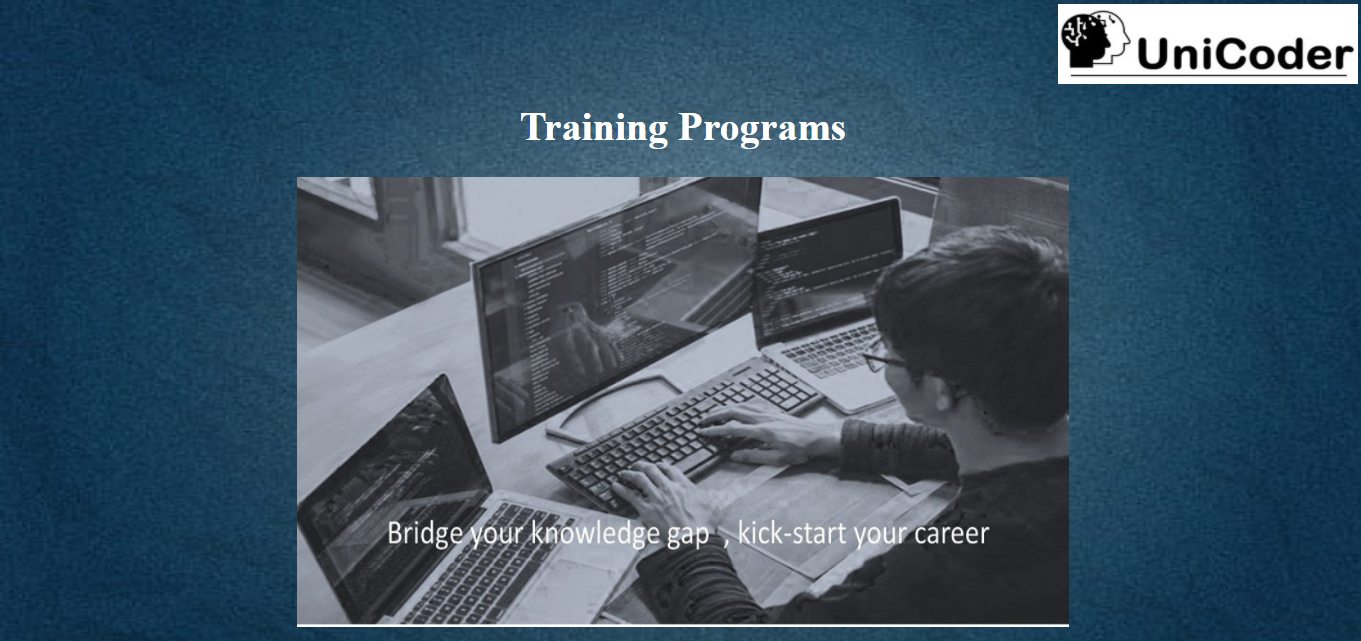 UniCoder
Training Programs
Bridge your knowledge gap , kick-start your career